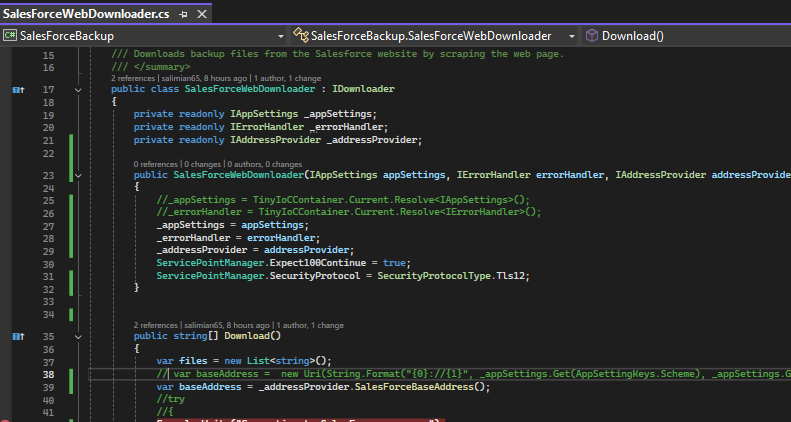 SalesForceWebDownloader.cs
SalesForceBackup SalesForceBackup.SalesForceWebDownloader Download()
15 /// Downloads backup files from the Salesforce website by scraping the web page.
16 /// </summary>
2 references | salimian65, 8 hours ago | 1 author, 1 change
17 public class SalesForceWebDownloader : IDownloader
18 {
19 private readonly IAppSettings _appSettings;
20 private readonly IErrorHandler _errorHandler;
21 private readonly IAddressProvider _addressProvider;
22
0 references | 0 changes | 0 authors, 0 changes
23 public SalesForceWebDownloader(IAppSettings appSettings, IErrorHandler errorHandler, IAddressProvider addressProvide
24 {
25 //_appSettings = TinyIoCContainer.Current.Resolve<IAppSettings>();
26 //_errorHandler = TinyIoCContainer.Current.Resolve<IErrorHandler>();
27 _appSettings = appSettings;
28 _errorHandler = errorHandler;
29 _addressProvider = addressProvider;
30 ServicePointManager.Expect100Continue = true;
31 ServicePointManager.SecurityProtocol = SecurityProtocolType.Tls12;
32 }
33
34
2 references | salimian65, 8 hours ago | 1 author, 1 change
35 public string[] Download()
36 {
37 var files = new List<string>();
38 // var baseAddress = new Uri(String.Format("{0}://{1}", _appSettings.Get(AppSettingKeys.Scheme), _appSettings.G
39 var baseAddress = _addressProvider.SalesForceBaseAddress();
40 //try
41 //{